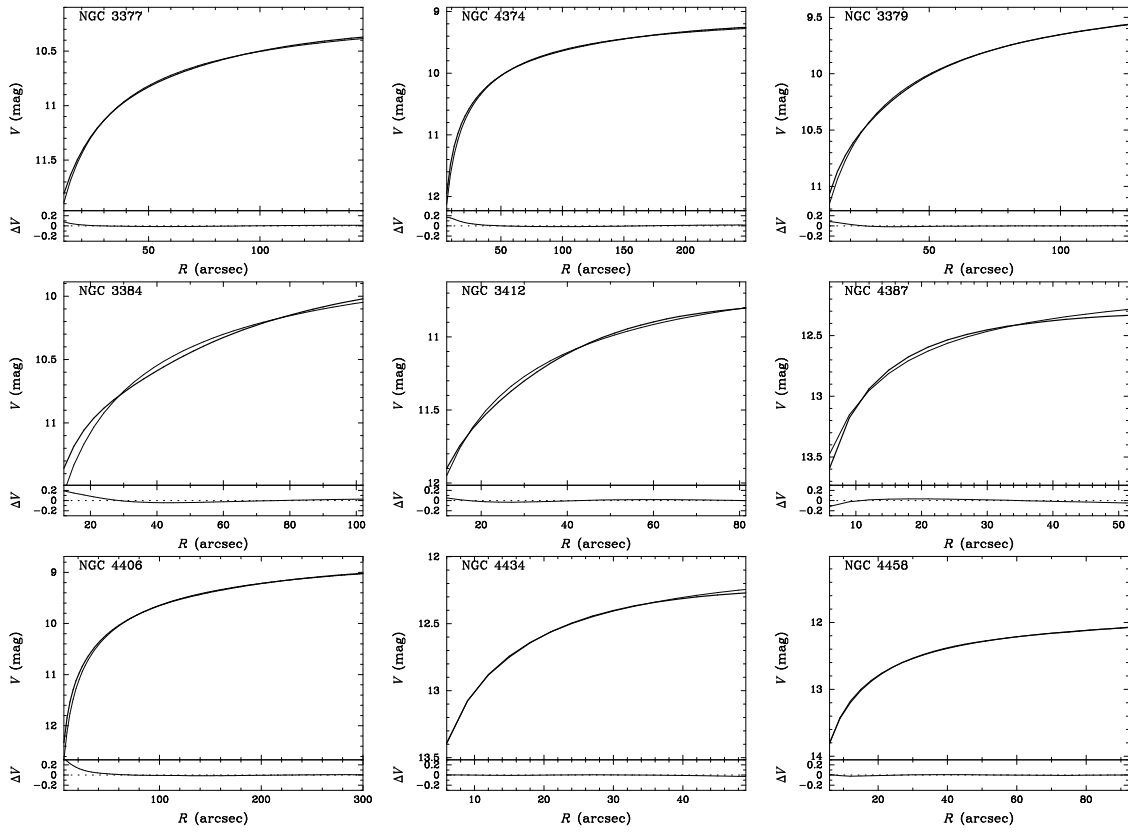 NGC 3377
10.5
11
11.5
V (mag)
0.2
0
−0.2
ΔV
50
100
R (arcsec)
NGC 4374
9
10
11
12
V (mag)
0.2
0
−0.2
ΔV
50
100
150
200
R (arcsec)
NGC 3379
9.5
10
10.5
11
V (mag)
0.2
0
−0.2
ΔV
50
100
R (arcsec)
NGC 3384
10
10.5
11
V (mag)
0.2
0
−0.2
ΔV
20
40
60
80
100
R (arcsec)
NGC 3412
11
11.5
12
V (mag)
0.2
0
−0.2
ΔV
20
40
60
80
R (arcsec)
NGC 4387
12.5
13
13.5
V (mag)
0.2
0
−0.2
ΔV
10
20
30
40
50
R (arcsec)
NGC 4406
9
10
11
12
V (mag)
0.2
0
−0.2
ΔV
100
200
300
R (arcsec)
NGC 4434
12
12.5
13
13.5
V (mag)
0.2
0
−0.2
ΔV
10
20
30
40
R (arcsec)
NGC 4458
12
13
14
V (mag)
0.2
0
−0.2
ΔV
20
40
60
80
R (arcsec)